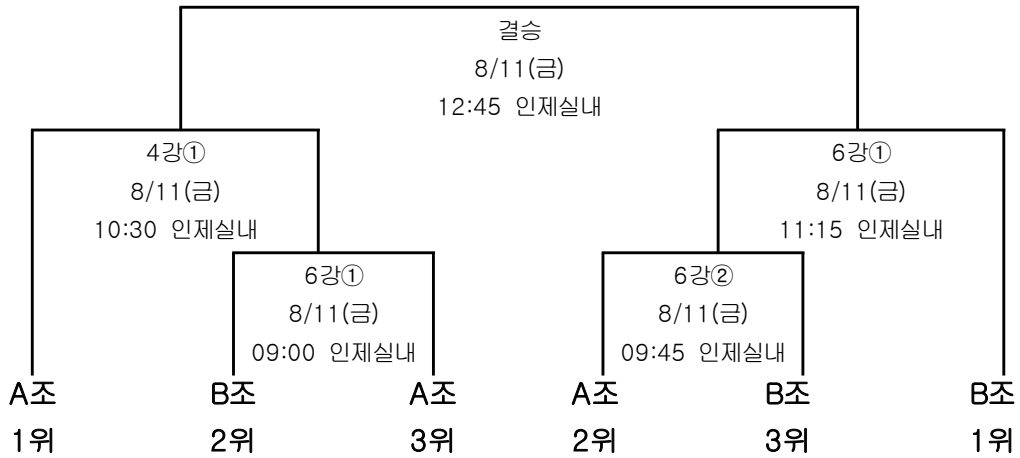 결승
8/11(금)
12:45 인제실내
4강①
8/11(금)
10:30 인제실내
6강①
8/11(금)
11:15 인제실내
6강①
8/11(금)
09:00 인제실내
6강②
8/11(금)
09:45 인제실내
A조 B조 A조 A조 B조 B조
1위 2위 3위 2위 3위 1위